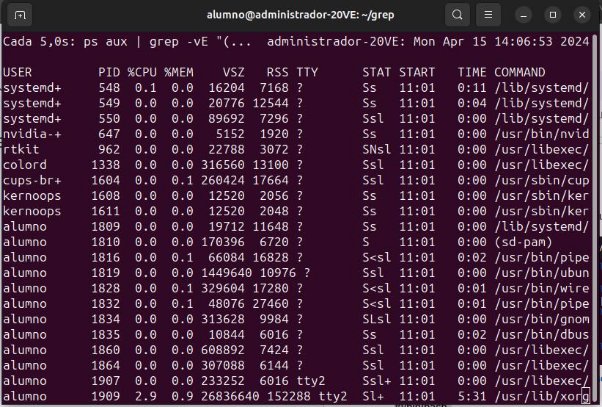 alumno@administrador-20VE: ~/grep
Cada 5,0s: ps aux | grep -vE "(...  administrador-20VE: Mon Apr 15 14:06:53 2024
USER         PID %CPU %MEM    VSZ   RSS TTY      STAT START   TIME COMMAND
systemd+     548  0.1  0.0  16204  7168 ?        Ss   11:01   0:11 /lib/systemd/
systemd+     549  0.0  0.0  20776 12544 ?        Ss   11:01   0:04 /lib/systemd/
systemd+     550  0.0  0.0  89692  7296 ?        Ssl  11:01   0:00 /lib/systemd/
nvidia-+     647  0.0  0.0   5152  1920 ?        Ss   11:01   0:00 /usr/bin/nvid
rtkit        962  0.0  0.0  22788  3072 ?        SNsl 11:01   0:00 /usr/libexec/
colord      1338  0.0  0.0 316560 13100 ?        Ssl  11:01   0:00 /usr/libexec/
cups-br+    1604  0.0  0.1 260424 17664 ?        Ssl  11:01   0:00 /usr/sbin/cup
kernoops    1608  0.0  0.0  12520  2056 ?        Ss   11:01   0:00 /usr/sbin/ker
kernoops    1611  0.0  0.0  12520  2048 ?        Ss   11:01   0:00 /usr/sbin/ker
alumno      1809  0.0  0.0  19712 11648 ?        Ss   11:01   0:00 /lib/systemd/
alumno      1810  0.0  0.0 170396  6720 ?        S    11:01   0:00 (sd-pam)
alumno      1816  0.0  0.1  66084 16828 ?        S<sl 11:01   0:02 /usr/bin/pipe
alumno      1819  0.0  0.0 1449640 10976 ?       Ssl  11:01   0:00 /usr/bin/ubun
alumno      1828  0.0  0.1 329604 17280 ?        S<sl 11:01   0:01 /usr/bin/wire
alumno      1832  0.0  0.1  48076 27460 ?        S<sl 11:01   0:01 /usr/bin/pipe
alumno      1834  0.0  0.0 313628  9984 ?        SLsl 11:01   0:00 /usr/bin/gnom
alumno      1835  0.0  0.0  10844  6016 ?        Ss   11:01   0:02 /usr/bin/dbus
alumno      1860  0.0  0.0 608892  7424 ?        Ssl  11:01   0:00 /usr/libexec/
alumno      1864  0.0  0.0 307088  6144 ?        Ssl  11:01   0:00 /usr/libexec/
alumno      1907  0.0  0.0 233252  6016 tty2     Ssl+ 11:01   0:00 /usr/libexec/
alumno      1909  2.9  0.9 26836640 152288 tty2  Sl+  11:01   5:31 /usr/lib/xorg